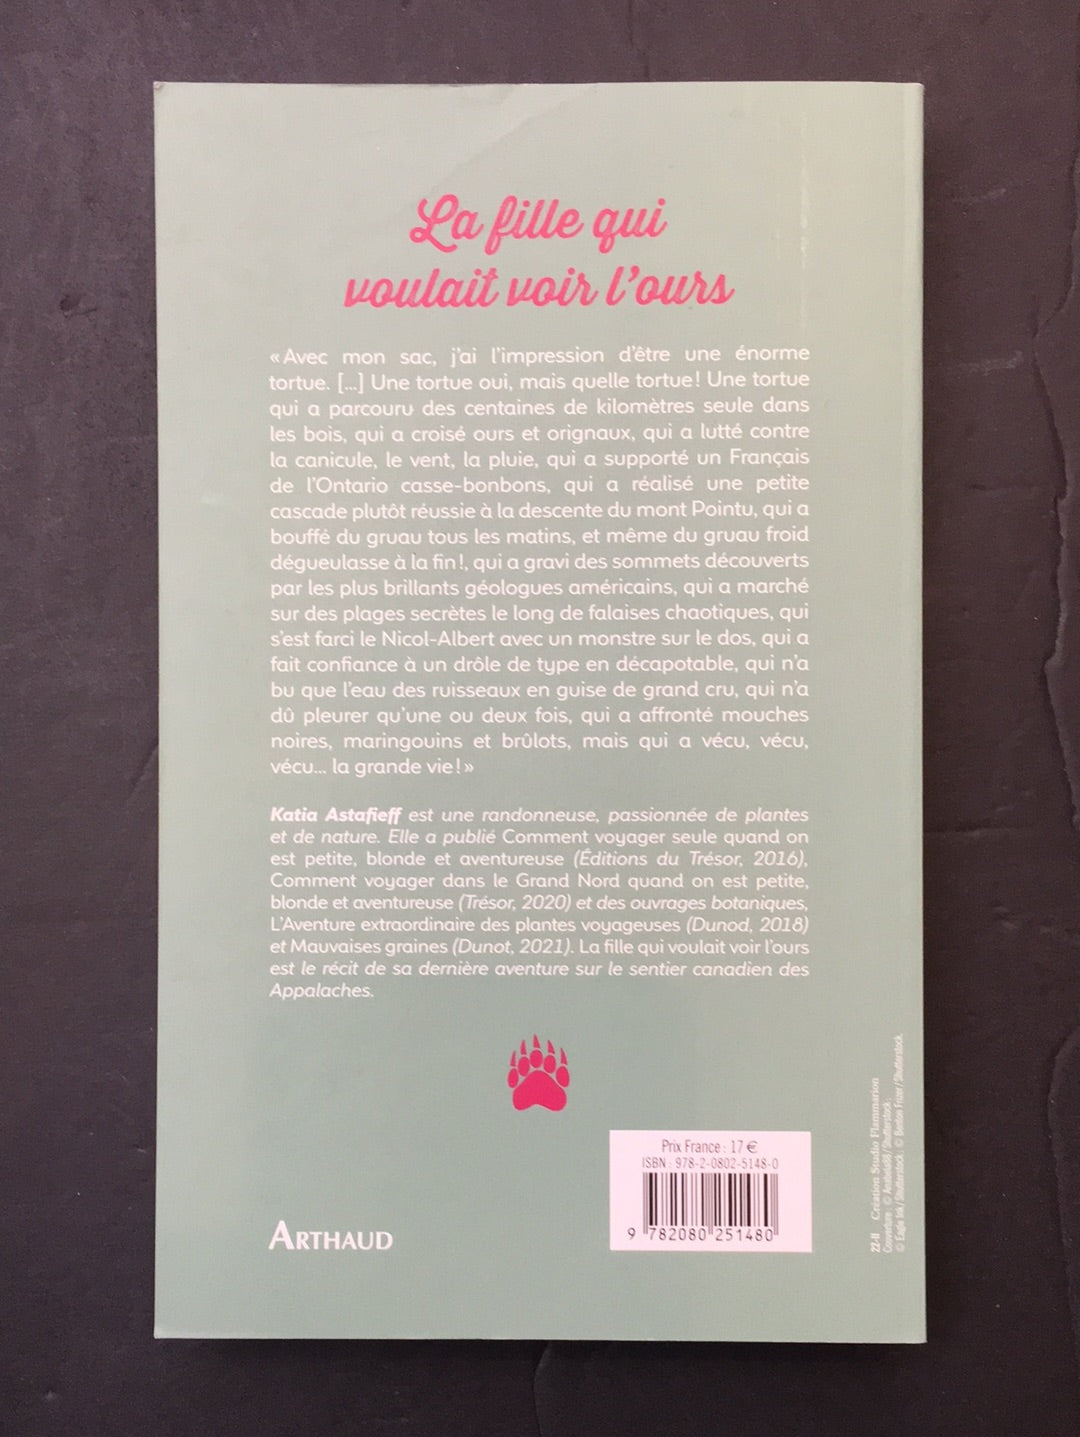 La fille qui
voulait voir l'ours
« Avec mon sac, j'ai l'impression d'être une énorme
tortue. [...] Une tortue oui, mais quelle tortue ! Une tortue
qui a parcouru des centaines de kilomètres seule dans
les bois, qui a croisé ours et orignaux, qui a lutté contre
la canicule, le vent, la pluie, qui a supporté un Français
de l'Ontario casse-bonbons, qui a réalisé une petite
cascade plutôt réussie à la descente du mont Pointu, qui a
bouffé du gruau tous les matins, et même du gruau froid
dégueulasse à la fin !, qui a gravi des sommets découverts
par les plus brillants géologues américains, qui a marché
sur des plages secrètes le long de falaises chaotiques, qui
s'est farci le Nicol-Albert avec un monstre sur le dos, qui a
fait confiance à un drôle de type en décapotable, qui n'a
bu que l'eau des ruisseaux en guise de grand cru, qui n'a
dû pleurer qu'une ou deux fois, qui a affronté mouches
noires, maringouins et brûlots, mais qui a vécu, vécu,
vécu... la grande vie ! »
Katia Astafieff est une randonneuse, passionnée de plantes
et de nature. Elle a publié Comment voyager seule quand on
est petite, blonde et aventureuse (Éditions du Trésor, 2016),
Comment voyager dans le Grand Nord quand on est petite,
blonde et aventureuse (Trésor, 2020) et des ouvrages botaniques,
L'Aventure extraordinaire des plantes voyageuses (Dunod, 2018)
et Mauvaises graines (Dunot, 2021). La fille qui voulait voir l'ours
est le récit de sa dernière aventure sur le sentier canadien des
Appalaches.
Prix France : 17 €
ISBN : 978-2-0802-5148-0
9 782080 251480
ARTHAUD
22-II Création Studio Flammarion
Couverture : © Anabela88 / Shutterstock ;
© Eagle Ink / Shutterstock ; © Benton Frizer / Shutterstock